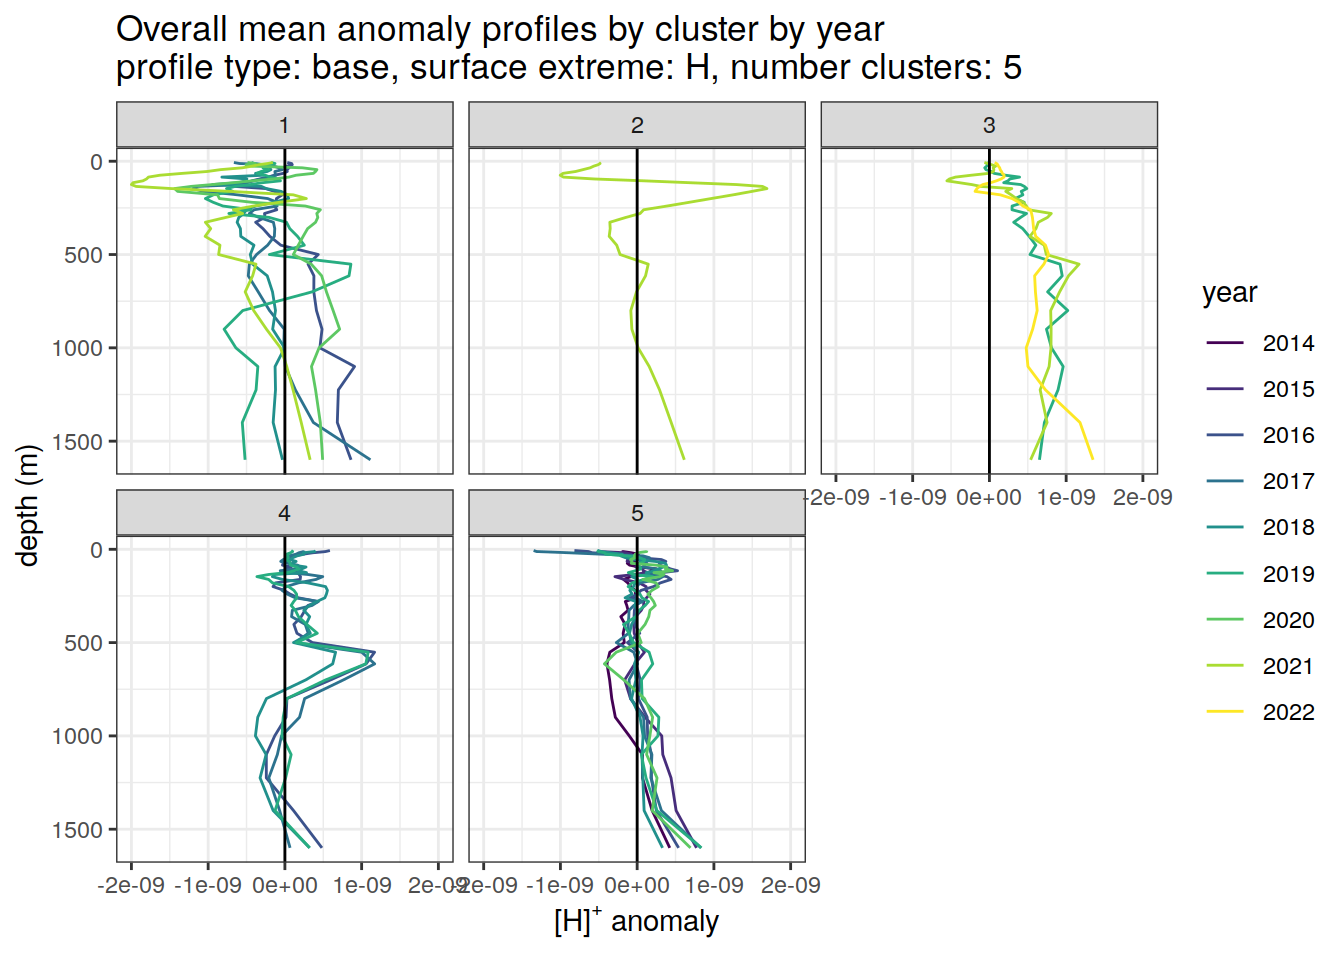 Overall mean anomaly profiles by cluster by year
profile type: base, surface extreme: H, number clusters: 5
1
2
3
0
500
1000
1500
-2e-09 -1e-09 0e+00 1e-09 2e-09
4
5
0
500
1000
1500
-2e-09 -1e-09 0e+00 1e-09 2e-09
-2e-09 -1e-09 0e+00 1e-09 2e-09
depth (m)
[H]⁺ anomaly
year
2014
2015
2016
2017
2018
2019
2020
2021
2022